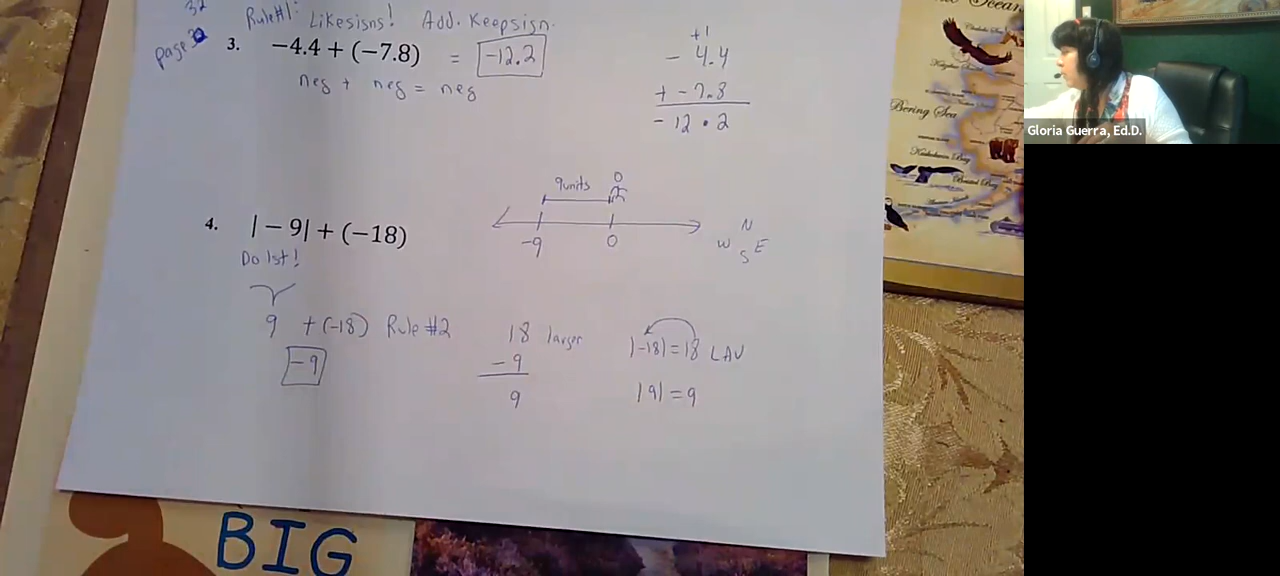 32
Rule#1: Like signs! Add. Keep sign.
page 
3. −4.4 + (−7.8) = -12.2
neg + neg = neg
+1
- 4.4
+ -7.8
-12.2
4. |−9| + (−18)
Do 1st!
9 units
0
-9 0
N
W E
S
9 + (-18) Rule #2
-9
18 larger
-9
9
|-18| = 18 LAV
|9| = 9
BIG
Bering Sea
Gloria Guerra, Ed.D.